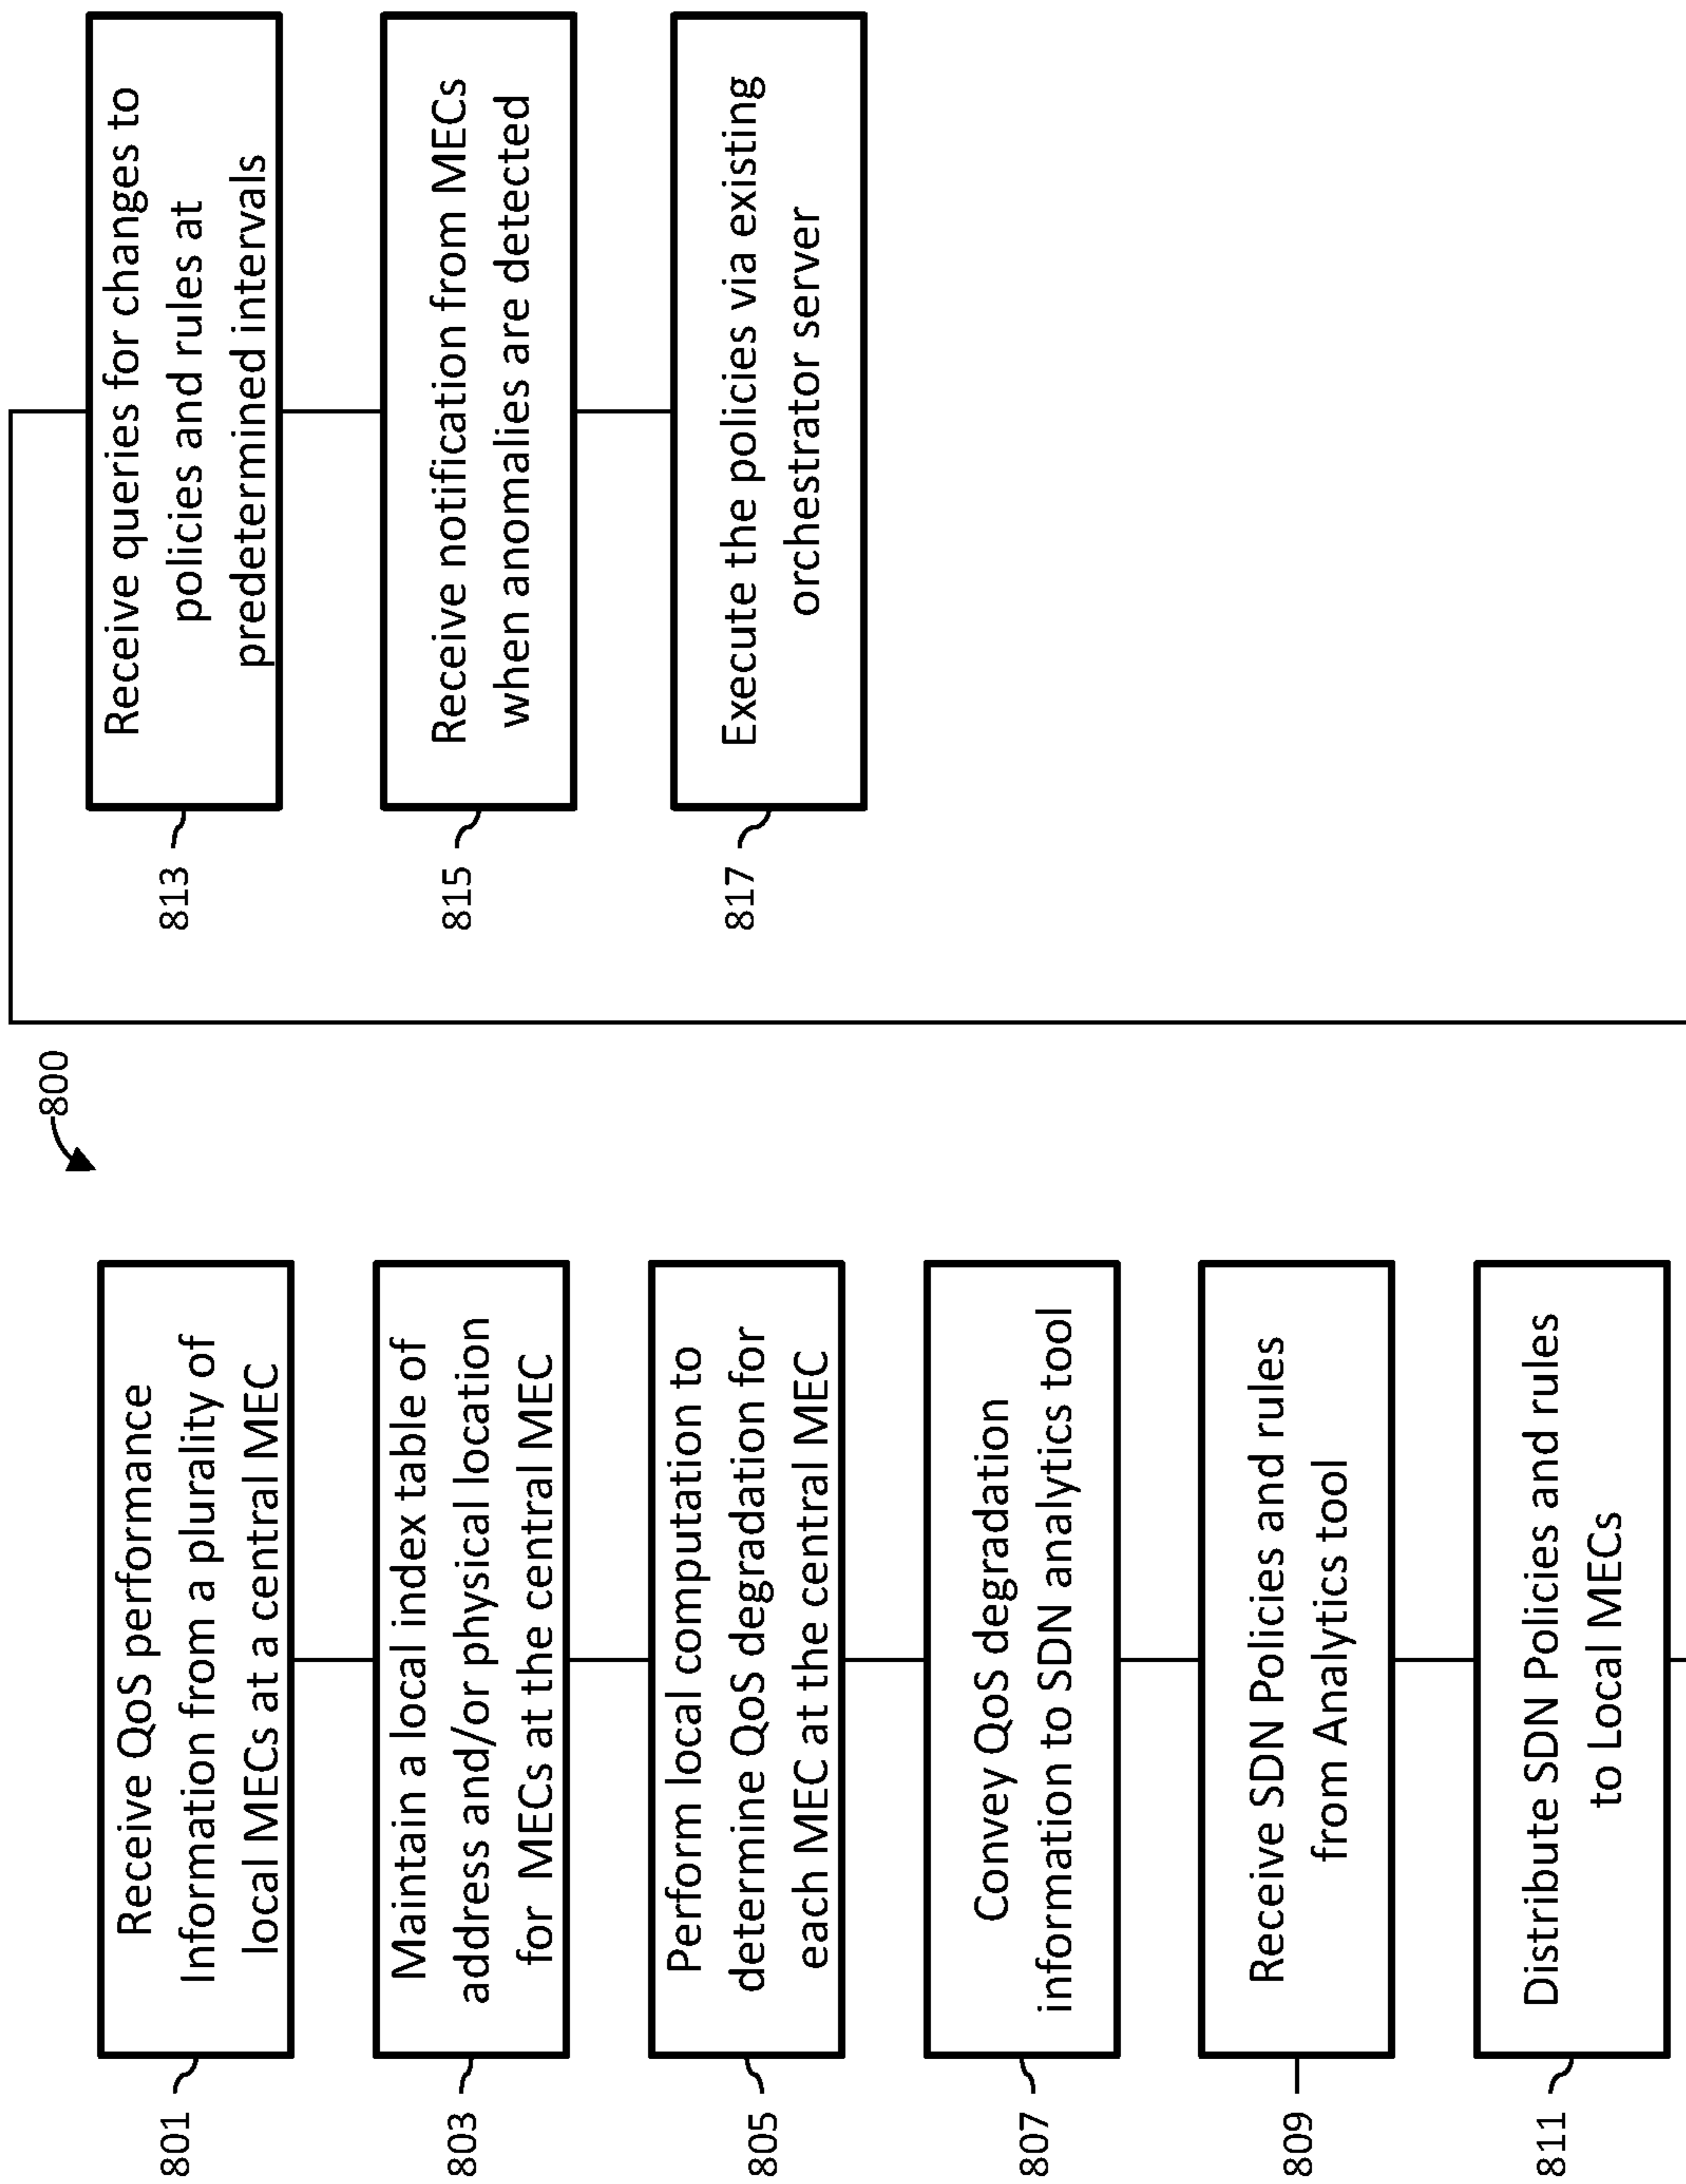 800
801
Receive QoS performance
Information from a plurality of
local MECs at a central MEC
803
Maintain a local index table of
address and/or physical location
for MECs at the central MEC
805
Perform local computation to
determine QoS degradation for
each MEC at the central MEC
807
Convey QoS degradation
information to SDN analytics tool
809
Receive SDN Policies and rules
from Analytics tool
811
Distribute SDN Policies and rules
to Local MECs
813
Receive queries for changes to
policies and rules at
predetermined intervals
815
Receive notification from MECs
when anomalies are detected
817
Execute the policies via existing
orchestrator server